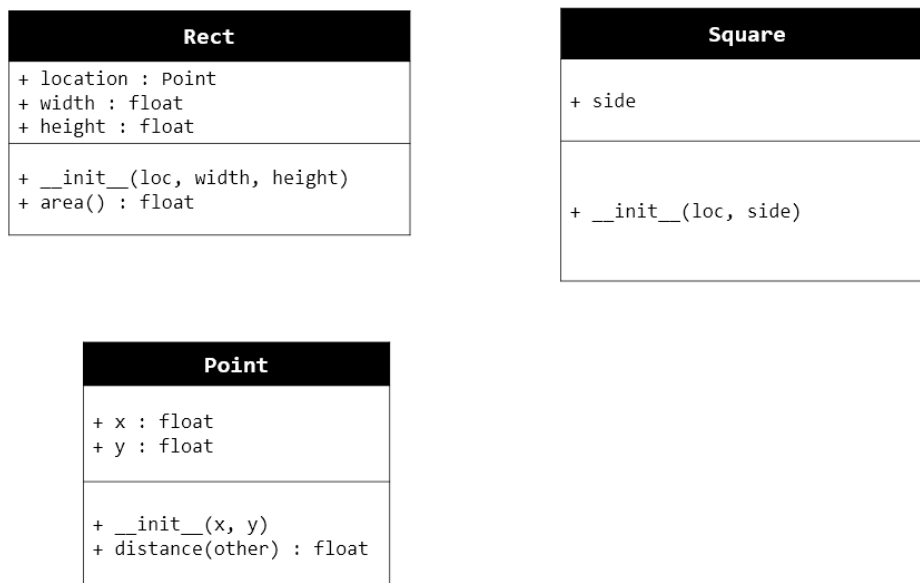 Rect
+ location : Point
+ width : float
+ height : float
+ __init__(loc, width, height)
+ area() : float
Square
+ side
+ __init__(loc, side)
Point
+ x : float
+ y : float
+ __init__(x, y)
+ distance(other) : float